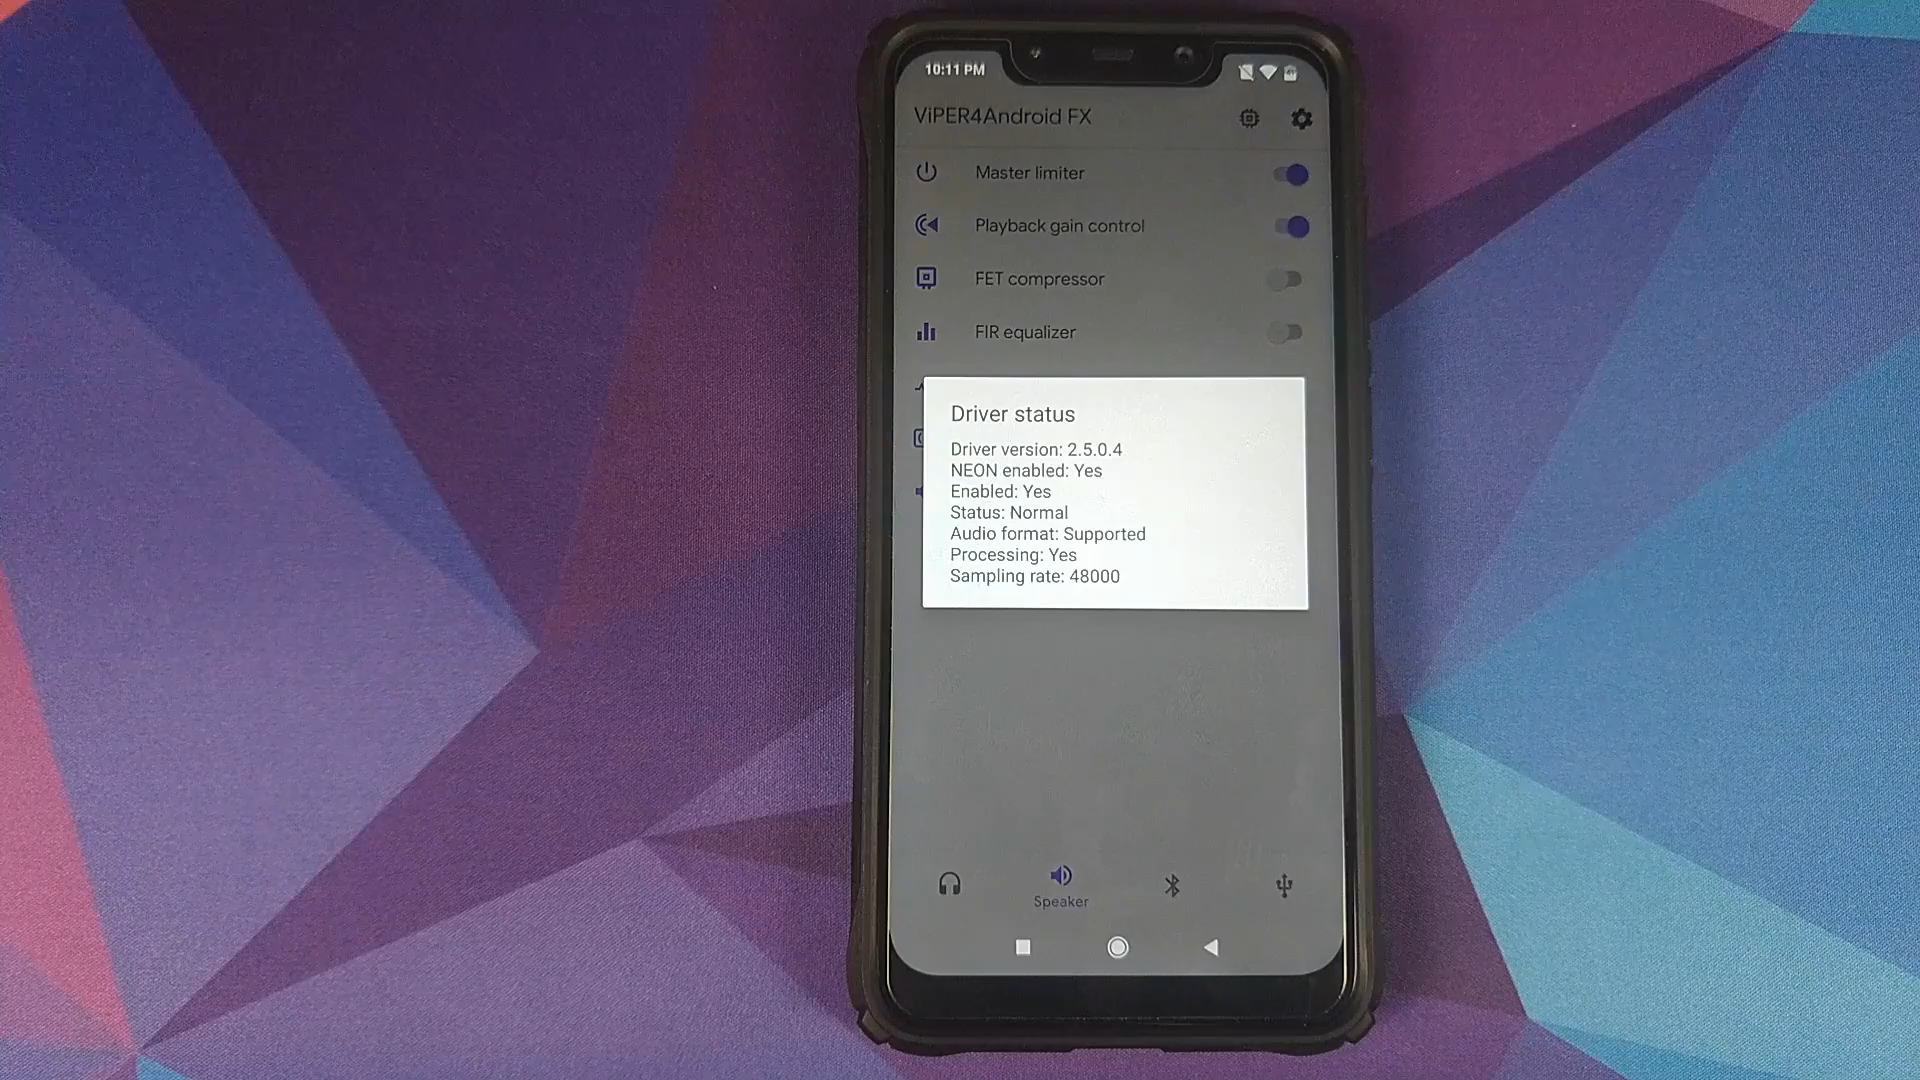 10:11 PM
ViPER4Android FX
Master limiter
Playback gain control
FET compressor
FIR equalizer
Driver status
Driver version: 2.5.0.4
NEON enabled: Yes
Enabled: Yes
Status: Normal
Audio format: Supported
Processing: Yes
Sampling rate: 48000
Speaker